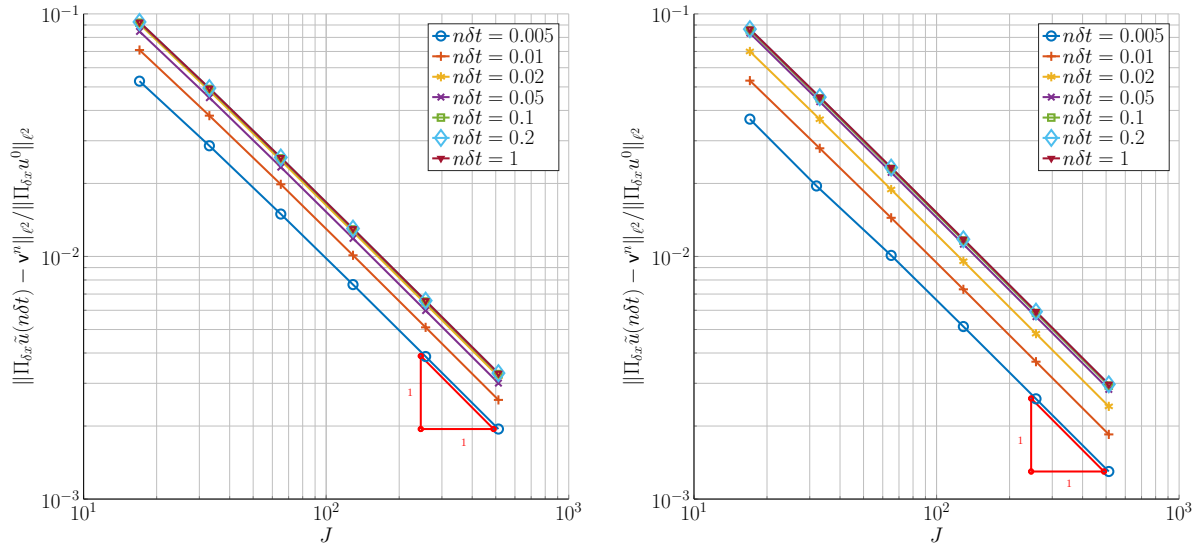 10^{-1}
10^{-2}
10^{-3}
10^1
10^2
10^3
J
‖Π_{δx} ũ(nδt) − v^n‖_{ℓ^2}/‖Π_{δx} u^0‖_{ℓ^2}
nδt = 0.005
nδt = 0.01
nδt = 0.02
nδt = 0.05
nδt = 0.1
nδt = 0.2
nδt = 1
1
1
10^{-1}
10^{-2}
10^{-3}
10^1
10^2
10^3
J
‖Π_{δx} ũ(nδt) − v^n‖_{ℓ^2}/‖Π_{δx} u^0‖_{ℓ^2}
nδt = 0.005
nδt = 0.01
nδt = 0.02
nδt = 0.05
nδt = 0.1
nδt = 0.2
nδt = 1
1
1